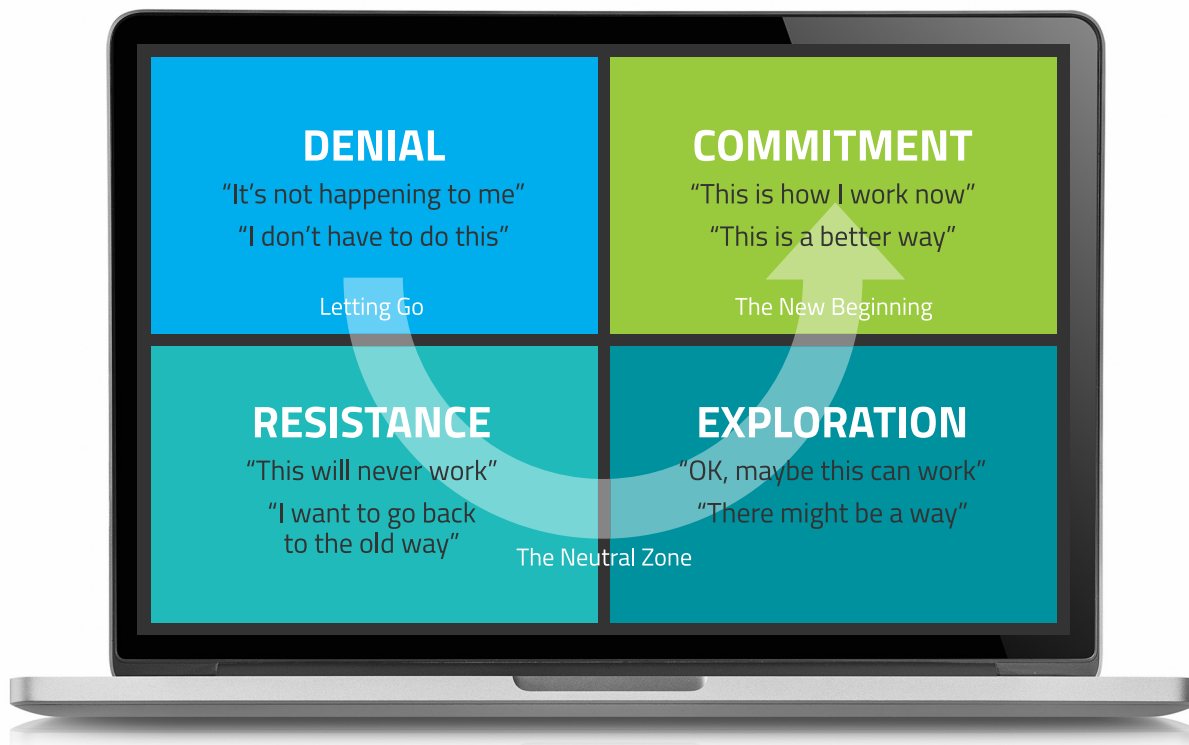 DENIAL
“It’s not happening to me”
“I don’t have to do this”
Letting Go
COMMITMENT
“This is how I work now”
“This is a better way”
The New Beginning
RESISTANCE
“This will never work”
“I want to go back
to the old way”
EXPLORATION
“OK, maybe this can work”
“There might be a way”
The Neutral Zone